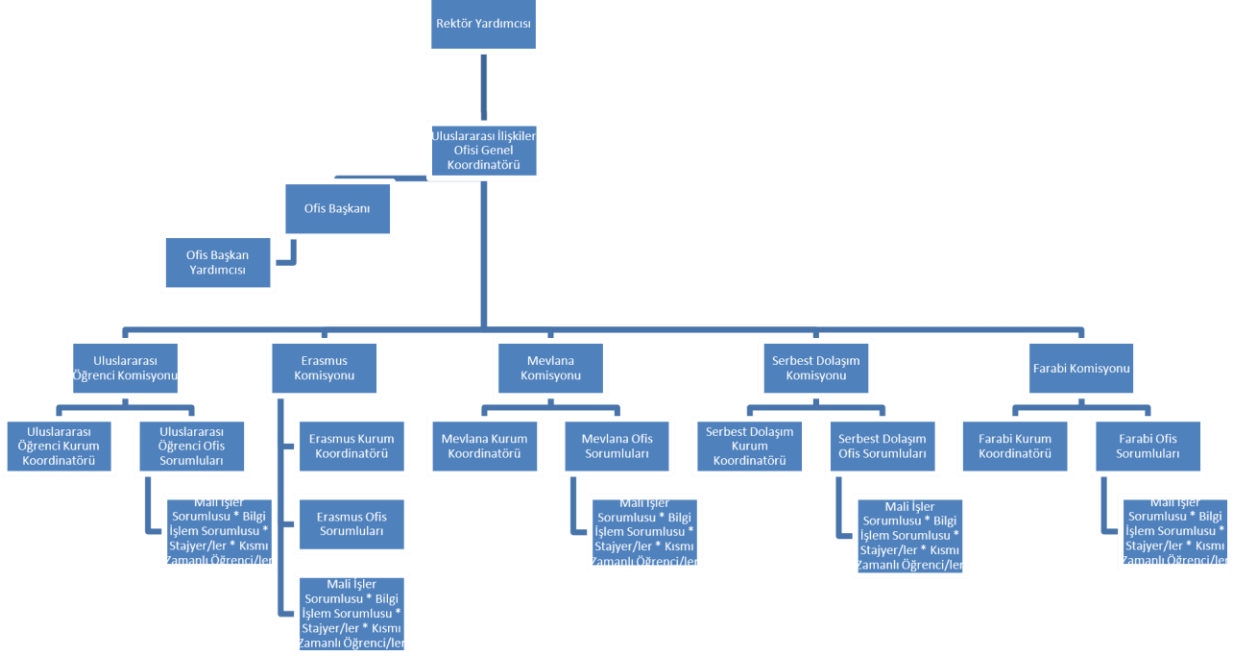 Rektör Yardımcısı
Uluslararası İlişkiler
Ofisi Genel
Koordinatörü
Ofis Başkanı
Ofis Başkan
Yardımcısı
Uluslararası
Öğrenci Komisyonu
Erasmus
Komisyonu
Mevlana
Komisyonu
Serbest Dolaşım
Komisyonu
Farabi Komisyonu
Uluslararası
Öğrenci Kurum
Koordinatörü
Uluslararası
Öğrenci Ofis
Sorumluları
Erasmus Kurum
Koordinatörü
Mevlana Kurum
Koordinatörü
Mevlana Ofis
Sorumluları
Serbest Dolaşım
Kurum
Koordinatörü
Serbest Dolaşım
Ofis Sorumluları
Farabi Kurum
Koordinatörü
Farabi Ofis
Sorumluları
Mali İşler
Sorumlusu * Bilgi
İşlem Sorumlusu *
Stajyer/ler * Kısmı
Zamanlı Öğrenci/ler
Erasmus Ofis
Sorumluları
Mali İşler
Sorumlusu * Bilgi
İşlem Sorumlusu *
Stajyer/ler * Kısmı
Zamanlı Öğrenci/ler
Mali İşler
Sorumlusu * Bilgi
İşlem Sorumlusu *
Stajyer/ler * Kısmı
Zamanlı Öğrenci/ler
Mali İşler
Sorumlusu * Bilgi
İşlem Sorumlusu *
Stajyer/ler * Kısmı
Zamanlı Öğrenci/ler
Mali İşler
Sorumlusu * Bilgi
İşlem Sorumlusu *
Stajyer/ler * Kısmı
Zamanlı Öğrenci/ler